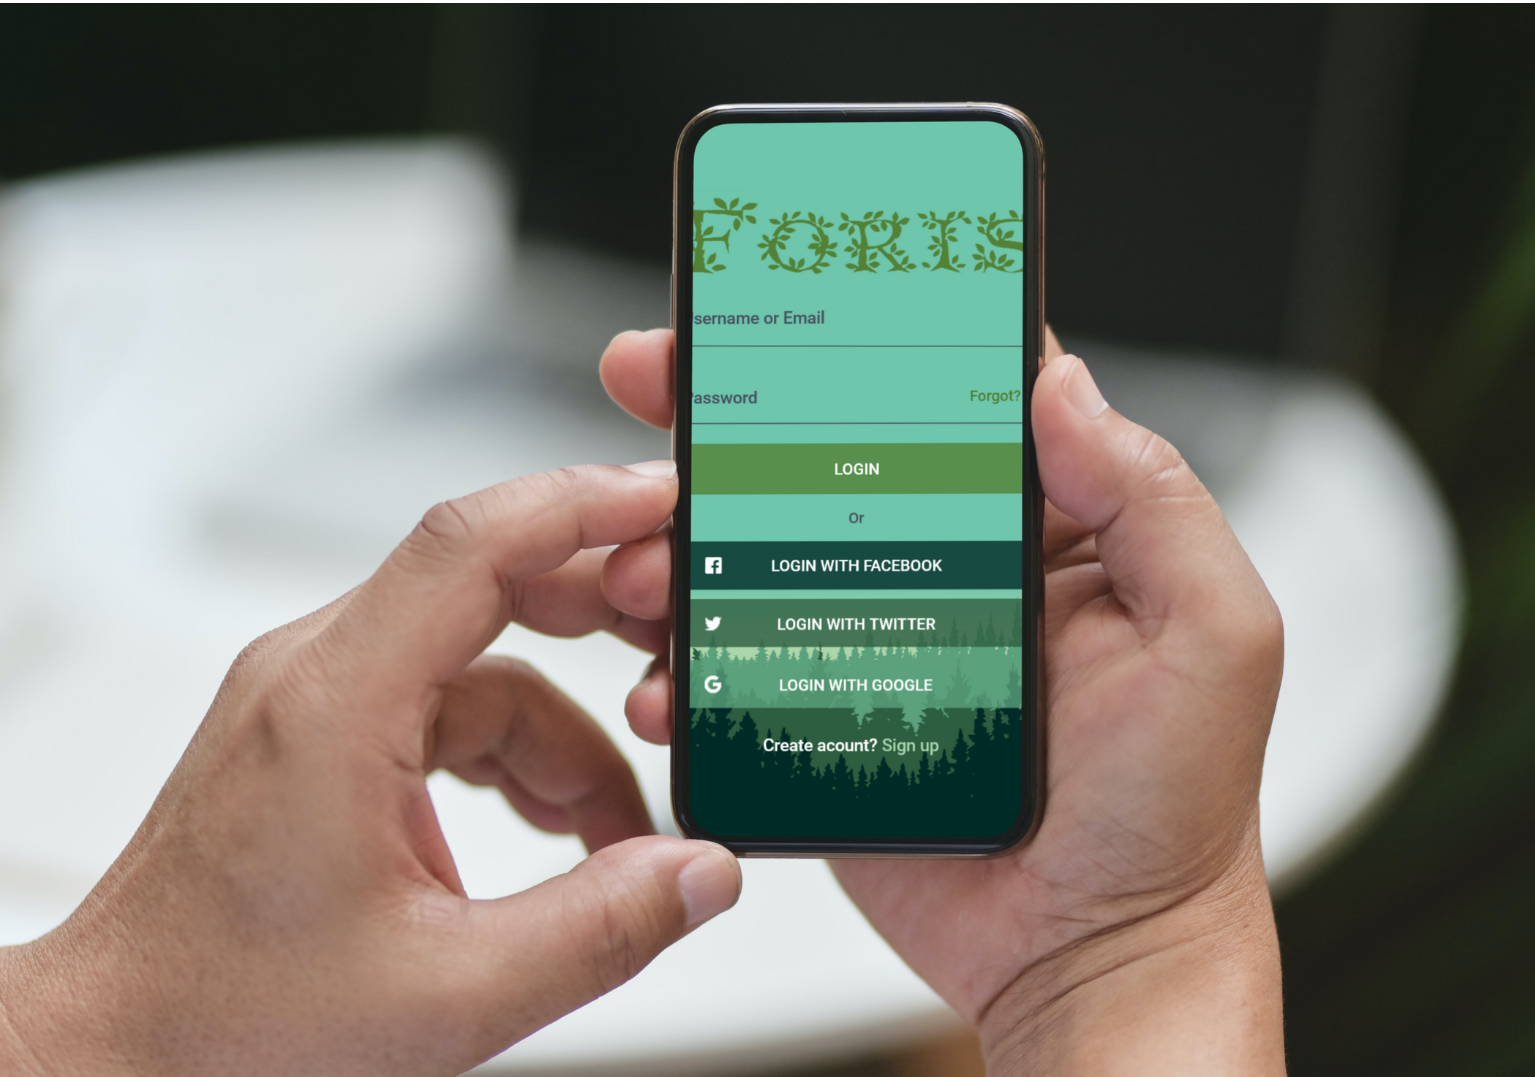 FORIS
sername or Email
assword Forgot?
LOGIN
Or
LOGIN WITH FACEBOOK
LOGIN WITH TWITTER
LOGIN WITH GOOGLE
Create acount? Sign up